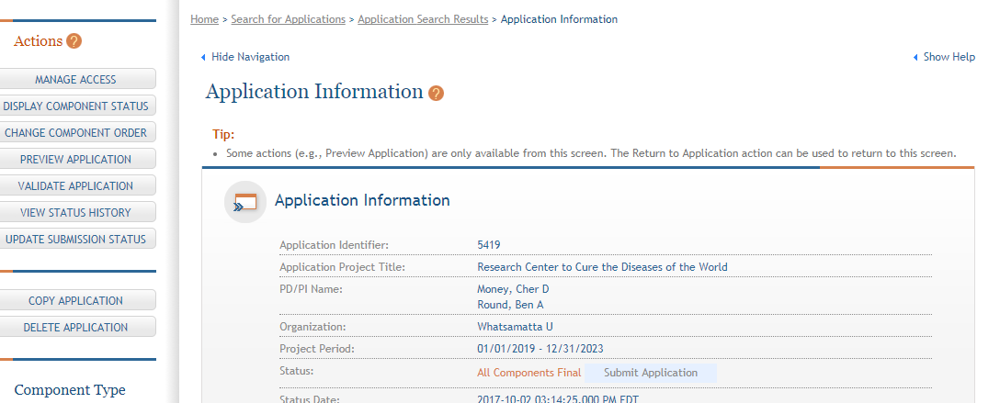 Home > Search for Applications > Application Search Results > Application Information
Actions ?
MANAGE ACCESS
DISPLAY COMPONENT STATUS
CHANGE COMPONENT ORDER
PREVIEW APPLICATION
VALIDATE APPLICATION
VIEW STATUS HISTORY
UPDATE SUBMISSION STATUS
COPY APPLICATION
DELETE APPLICATION
Component Type
Hide Navigation
Show Help
Application Information ?
Tip:
• Some actions (e.g., Preview Application) are only available from this screen. The Return to Application action can be used to return to this screen.
Application Information
Application Identifier: 5419
Application Project Title: Research Center to Cure the Diseases of the World
PD/PI Name: Money, Cher D
Round, Ben A
Organization: Whatsamatta U
Project Period: 01/01/2019 - 12/31/2023
Status: All Components Final Submit Application
Status Date: 2017-10-02 03:14:25.000 PM EDT